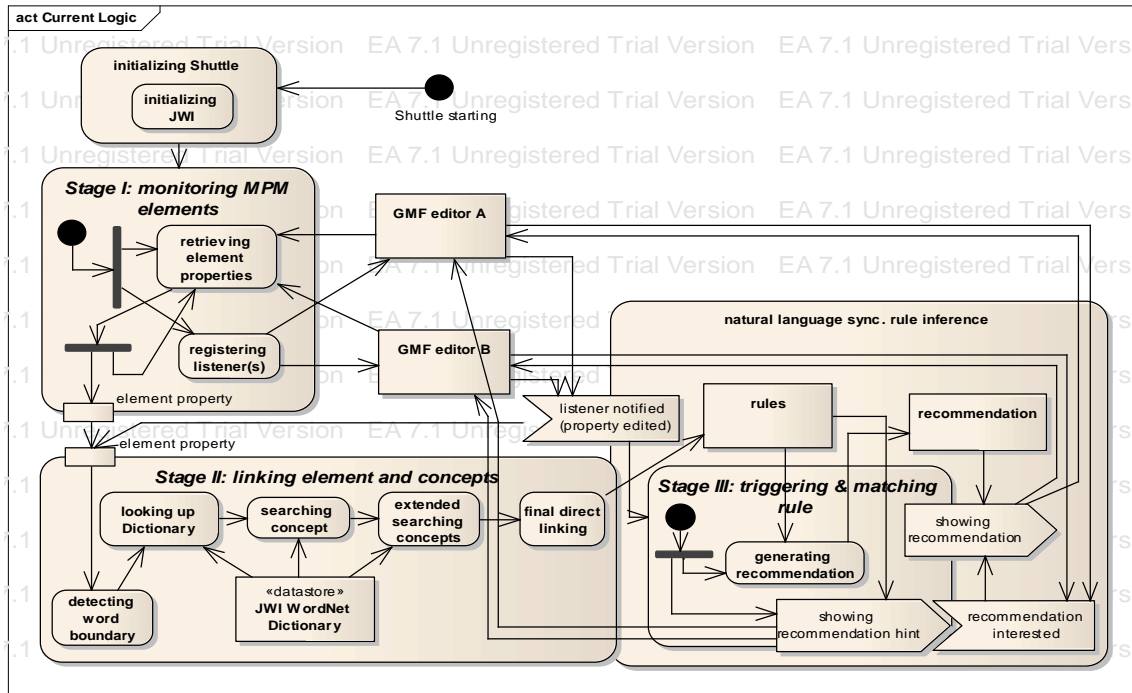 act Current Logic
7.1 Unregistered Trial Version EA 7.1 Unregistered Trial Version EA 7.1 Unregistered Trial Vers
initializing Shuttle
initializing
JWI
Shuttle starting
Stage I: monitoring MPM
elements
retrieving
element
properties
registering
listener(s)
GMF editor A
GMF editor B
element property
element property
listener notified
(property edited)
natural language sync. rule inference
rules
recommendation
Stage II: linking element and concepts
looking up
Dictionary
searching
concept
extended
searching
concepts
final direct
linking
detecting
word
boundary
«datastore»
JWI WordNet
Dictionary
Stage III: triggering & matching
rule
generating
recommendation
showing
recommendation
showing
recommendation hint
recommendation
interested